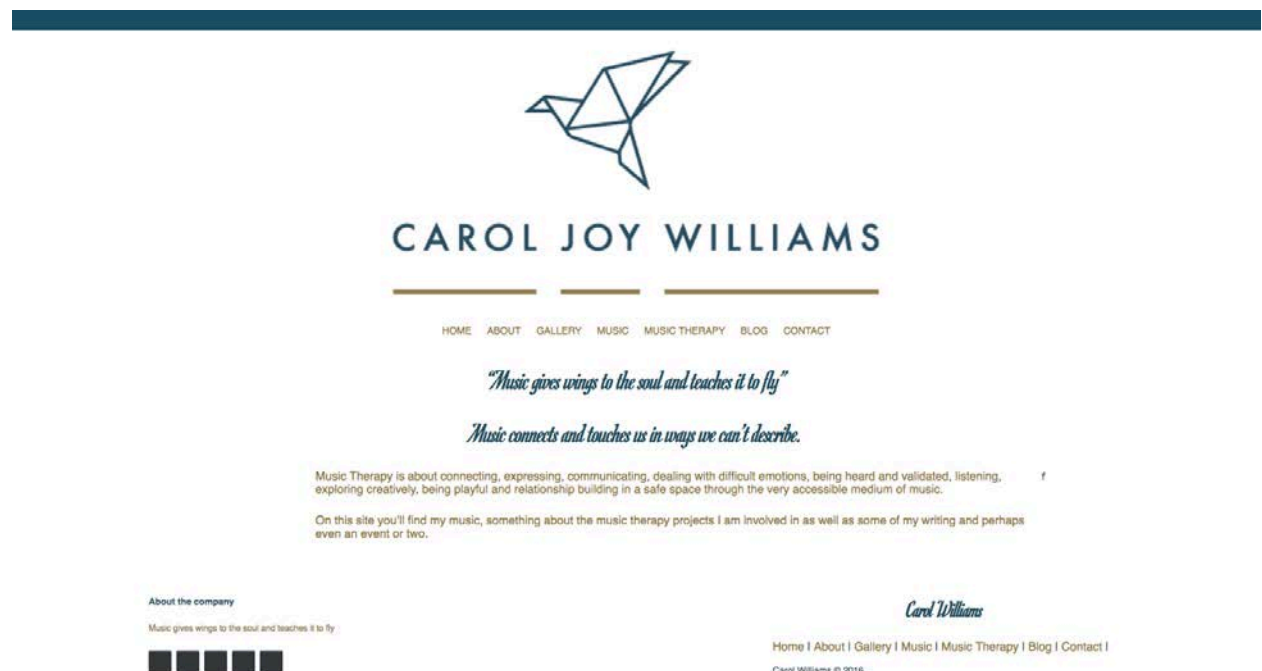 CAROL JOY WILLIAMS
HOME ABOUT GALLERY MUSIC MUSIC THERAPY BLOG CONTACT
“Music gives wings to the soul and teaches it to fly”
Music connects and touches us in ways we can't describe.
Music Therapy is about connecting, expressing, communicating, dealing with difficult emotions, being heard and validated, listening, f
exploring creatively, being playful and relationship building in a safe space through the very accessible medium of music.
On this site you'll find my music, something about the music therapy projects I am involved in as well as some of my writing and perhaps
even an event or two.
About the company
Music gives wings to the soul and teaches it to fly
Carol Williams
Home I About I Gallery I Music I Music Therapy I Blog I Contact I
Carol Williams © 2016